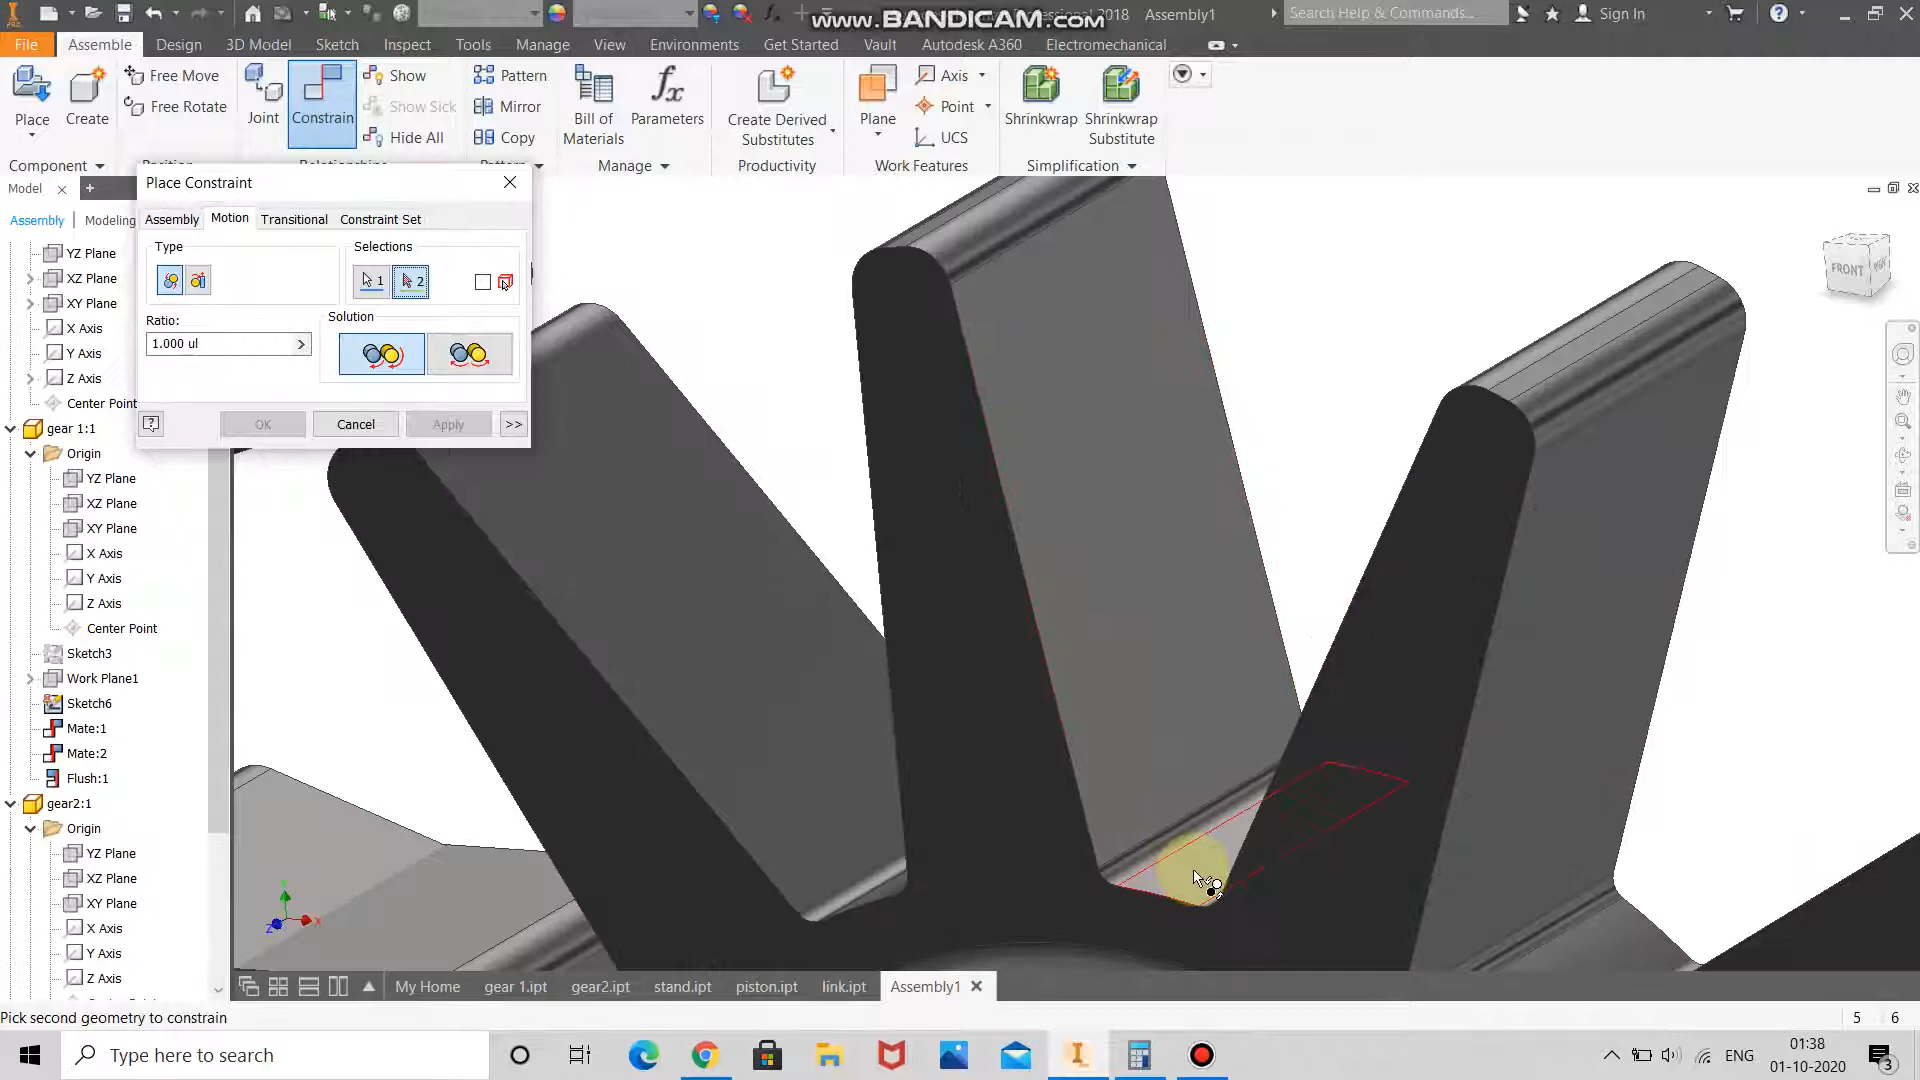 www.BANDICAM.com
2018 Assembly1
Search Help & Commands...
Sign In
File Assemble Design 3D Model Sketch Inspect Tools Manage View Environments Get Started Vault Autodesk A360 Electromechanical
Place
Create
Free Move
Free Rotate
Joint
Constrain
Show
Show Sick
Hide All
Pattern
Mirror
Copy
Bill of
Materials
Parameters
Create Derived
Substitutes
Plane
Axis
Point
UCS
Shrinkwrap
Shrinkwrap
Substitute
Component
Manage
Productivity
Work Features
Simplification
Model
Assembly
Modeling
YZ Plane
XZ Plane
XY Plane
X Axis
Y Axis
Z Axis
Center Point
gear 1:1
Origin
YZ Plane
XZ Plane
XY Plane
X Axis
Y Axis
Z Axis
Center Point
Sketch3
Work Plane1
Sketch6
Mate:1
Mate:2
Flush:1
gear2:1
Origin
YZ Plane
XZ Plane
XY Plane
X Axis
Y Axis
Z Axis
Place Constraint
Assembly Motion Transitional Constraint Set
Type
Selections
1
2
Ratio:
1.000 ul
Solution
OK
Cancel
Apply
>>
FRONT
My Home
gear 1.ipt
gear2.ipt
stand.ipt
piston.ipt
link.ipt
Assembly1
Pick second geometry to constrain
5 6
Type here to search
ENG
01:38
01-10-2020
3